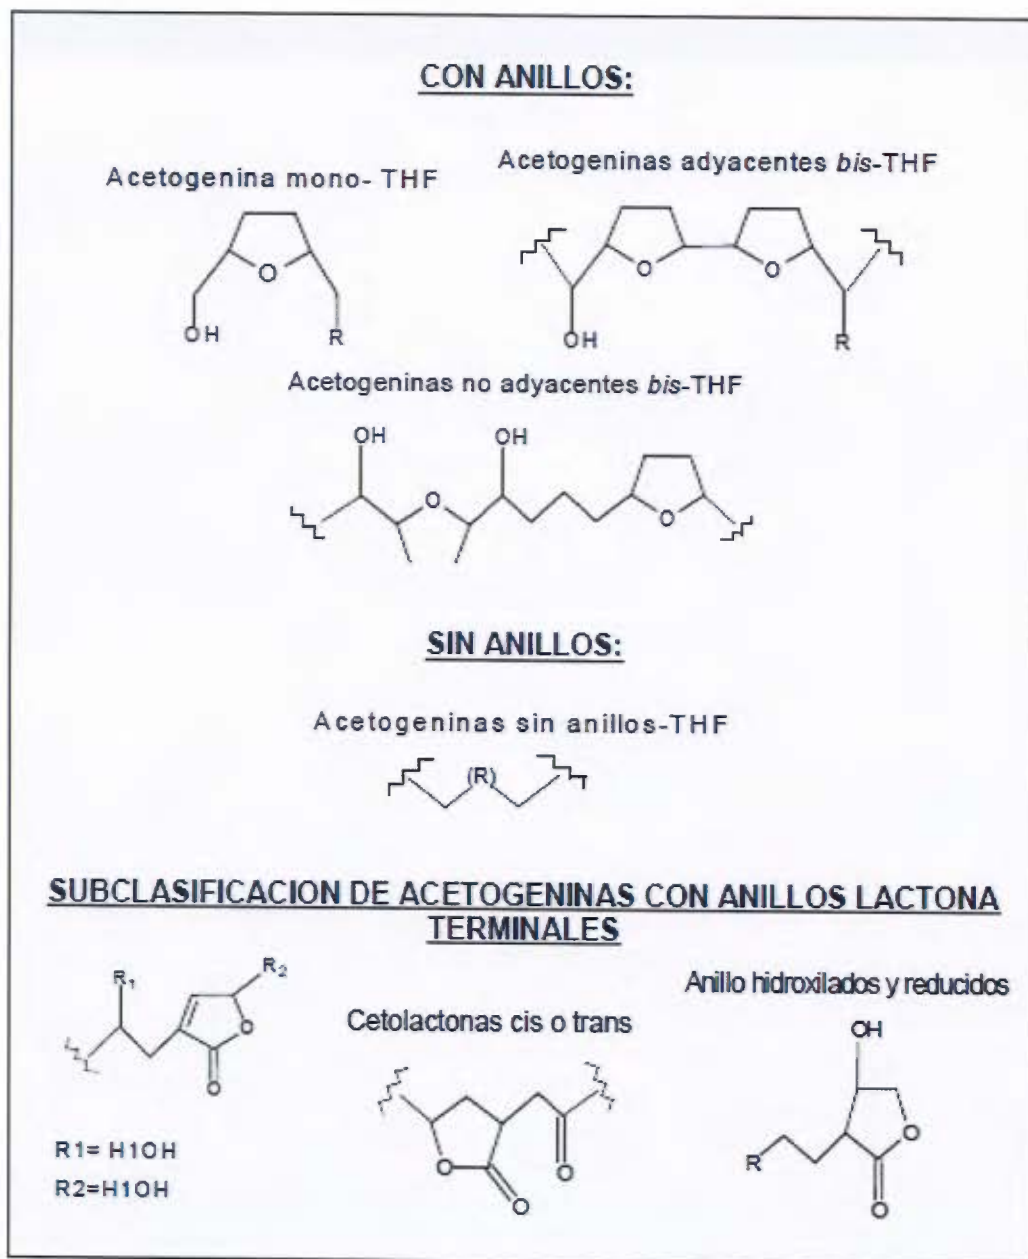 CON ANILLOS:
Acetogenina mono- THF
Acetogeninas adyacentes bis-THF
O
OH
R
O
O
OH
R
Acetogeninas no adyacentes bis-THF
OH
OH
O
O
SIN ANILLOS:
Acetogeninas sin anillos-THF
(R)
SUBCLASIFICACION DE ACETOGENINAS CON ANILLOS LACTONA
TERMINALES
R1
R2
O
O
R1= H1OH
R2=H1OH
Cetolactonas cis o trans
O
O
O
Anillo hidroxilados y reducidos
OH
R
O
O